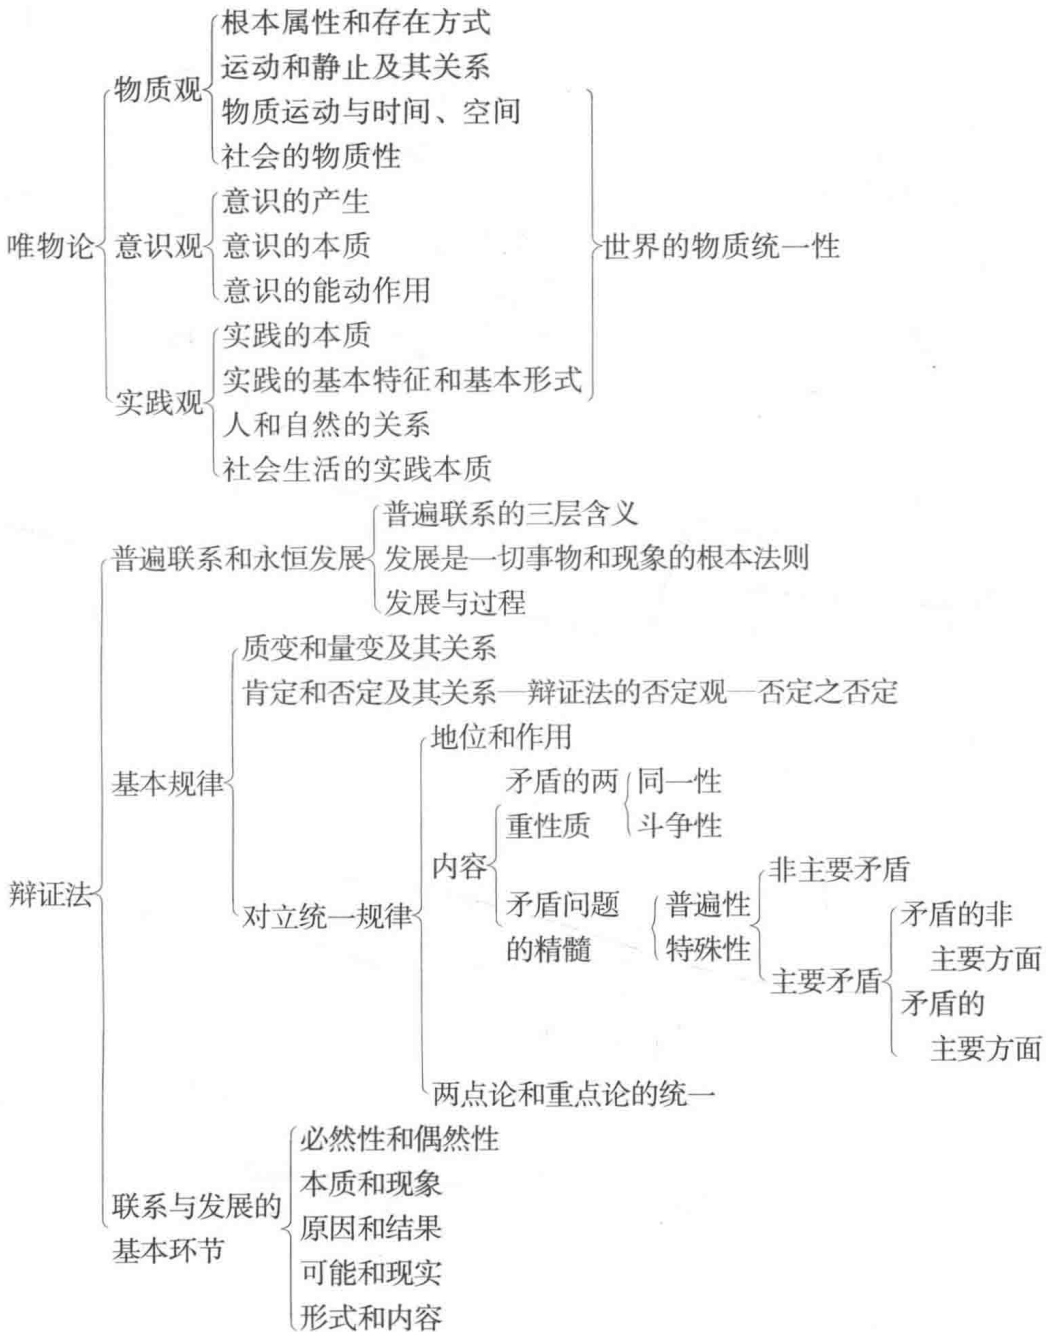 根本属性和存在方式
运动和静止及其关系
物质观
物质运动与时间、空间
社会的物质性
意识的产生
唯物论 意识观 意识的本质 世界的物质统一性
意识的能动作用
实践的本质
实践的基本特征和基本形式
实践观
人和自然的关系
社会生活的实践本质
普遍联系的三层含义
普遍联系和永恒发展 发展是一切事物和现象的根本法则
发展与过程
质变和量变及其关系
肯定和否定及其关系—辩证法的否定观—否定之否定
地位和作用
矛盾的两 同一性
基本规律
重性质 斗争性
内容
非主要矛盾
辩证法
矛盾问题 普遍性
对立统一规律
矛盾的非
的精髓 特殊性
主要方面
主要矛盾
矛盾的
主要方面
两点论和重点论的统一
必然性和偶然性
本质和现象
联系与发展的
原因和结果
基本环节
可能和现实
形式和内容